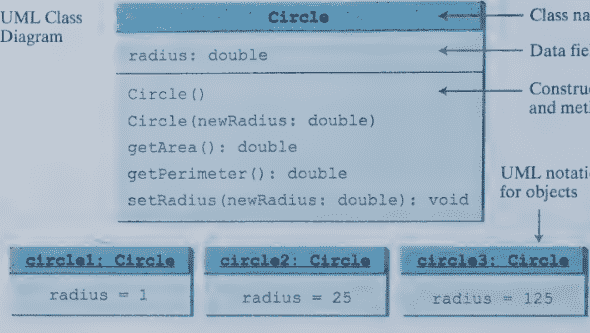 UML Class
Diagram
Circle
Class na
radius: double
Data fie
Circle()
Constru
Circle(newRadius: double)
and met
getArea(): double
getPerimeter(): double
setRadius(newRadius: double): void
UML notati
for objects
circle1: Circle
circle2: Circle
circle3: Circle
radius = 1
radius = 25
radius = 125